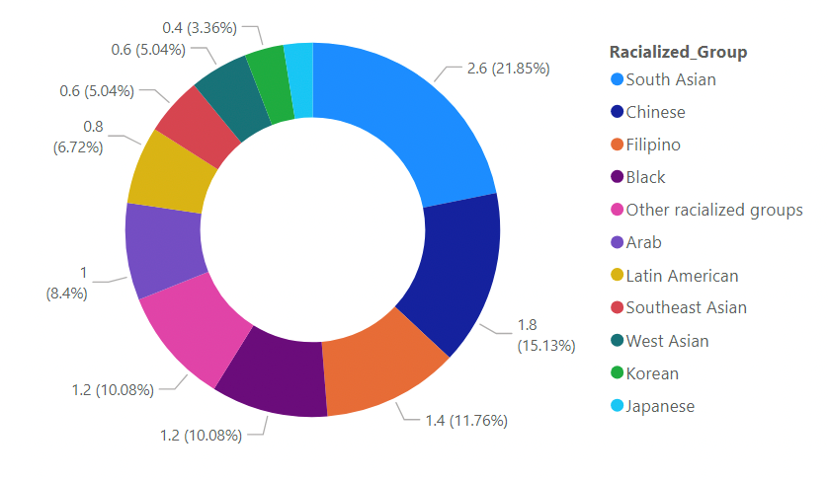 0.4 (3.36%)
0.6 (5.04%)
0.6 (5.04%)
0.8
(6.72%)
1
(8.4%)
1.2 (10.08%)
1.2 (10.08%)
1.4 (11.76%)
1.8
(15.13%)
2.6 (21.85%)
Racialized_Group
South Asian
Chinese
Filipino
Black
Other racialized groups
Arab
Latin American
Southeast Asian
West Asian
Korean
Japanese